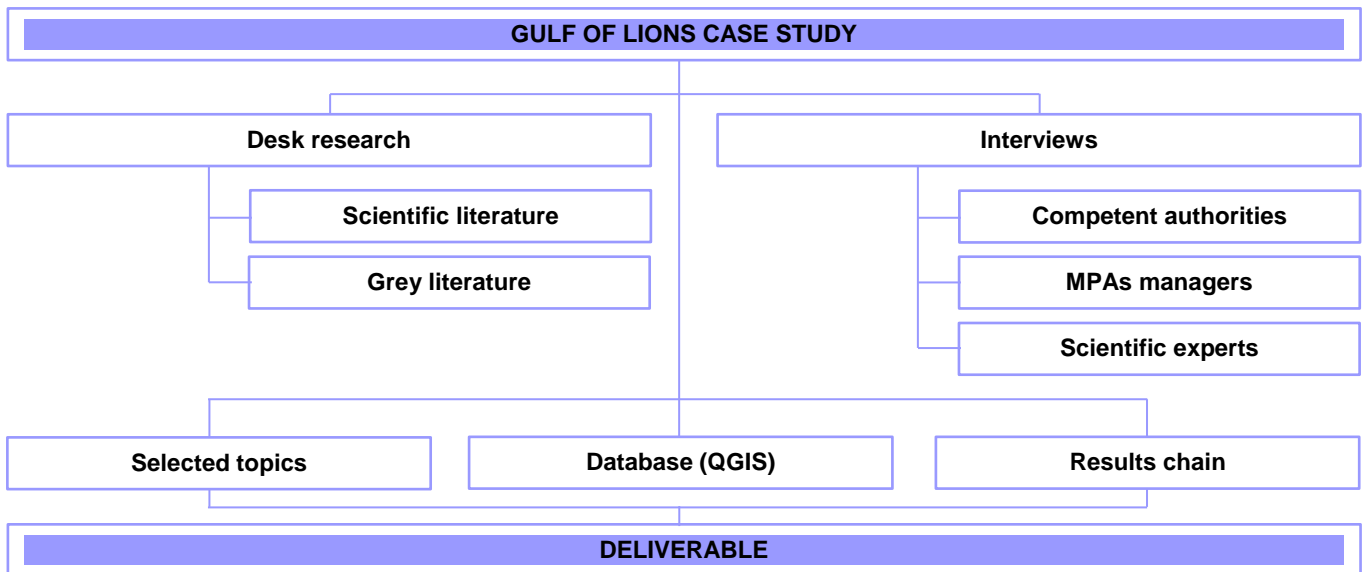 GULF OF LIONS CASE STUDY
Desk research
Interviews
Scientific literature
Competent authorities
Grey literature
MPAs managers
Scientific experts
Selected topics
Database (QGIS)
Results chain
DELIVERABLE